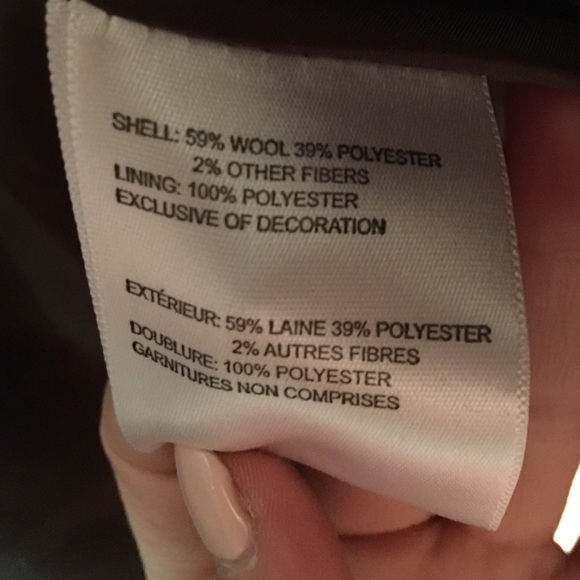 SHELL: 59% WOOL 39% POLYESTER
2% OTHER FIBERS
LINING: 100% POLYESTER
EXCLUSIVE OF DECORATION
EXTÉRIEUR: 59% LAINE 39% POLYESTER
2% AUTRES FIBRES
DOUBLURE: 100% POLYESTER
GARNITURES NON COMPRISES